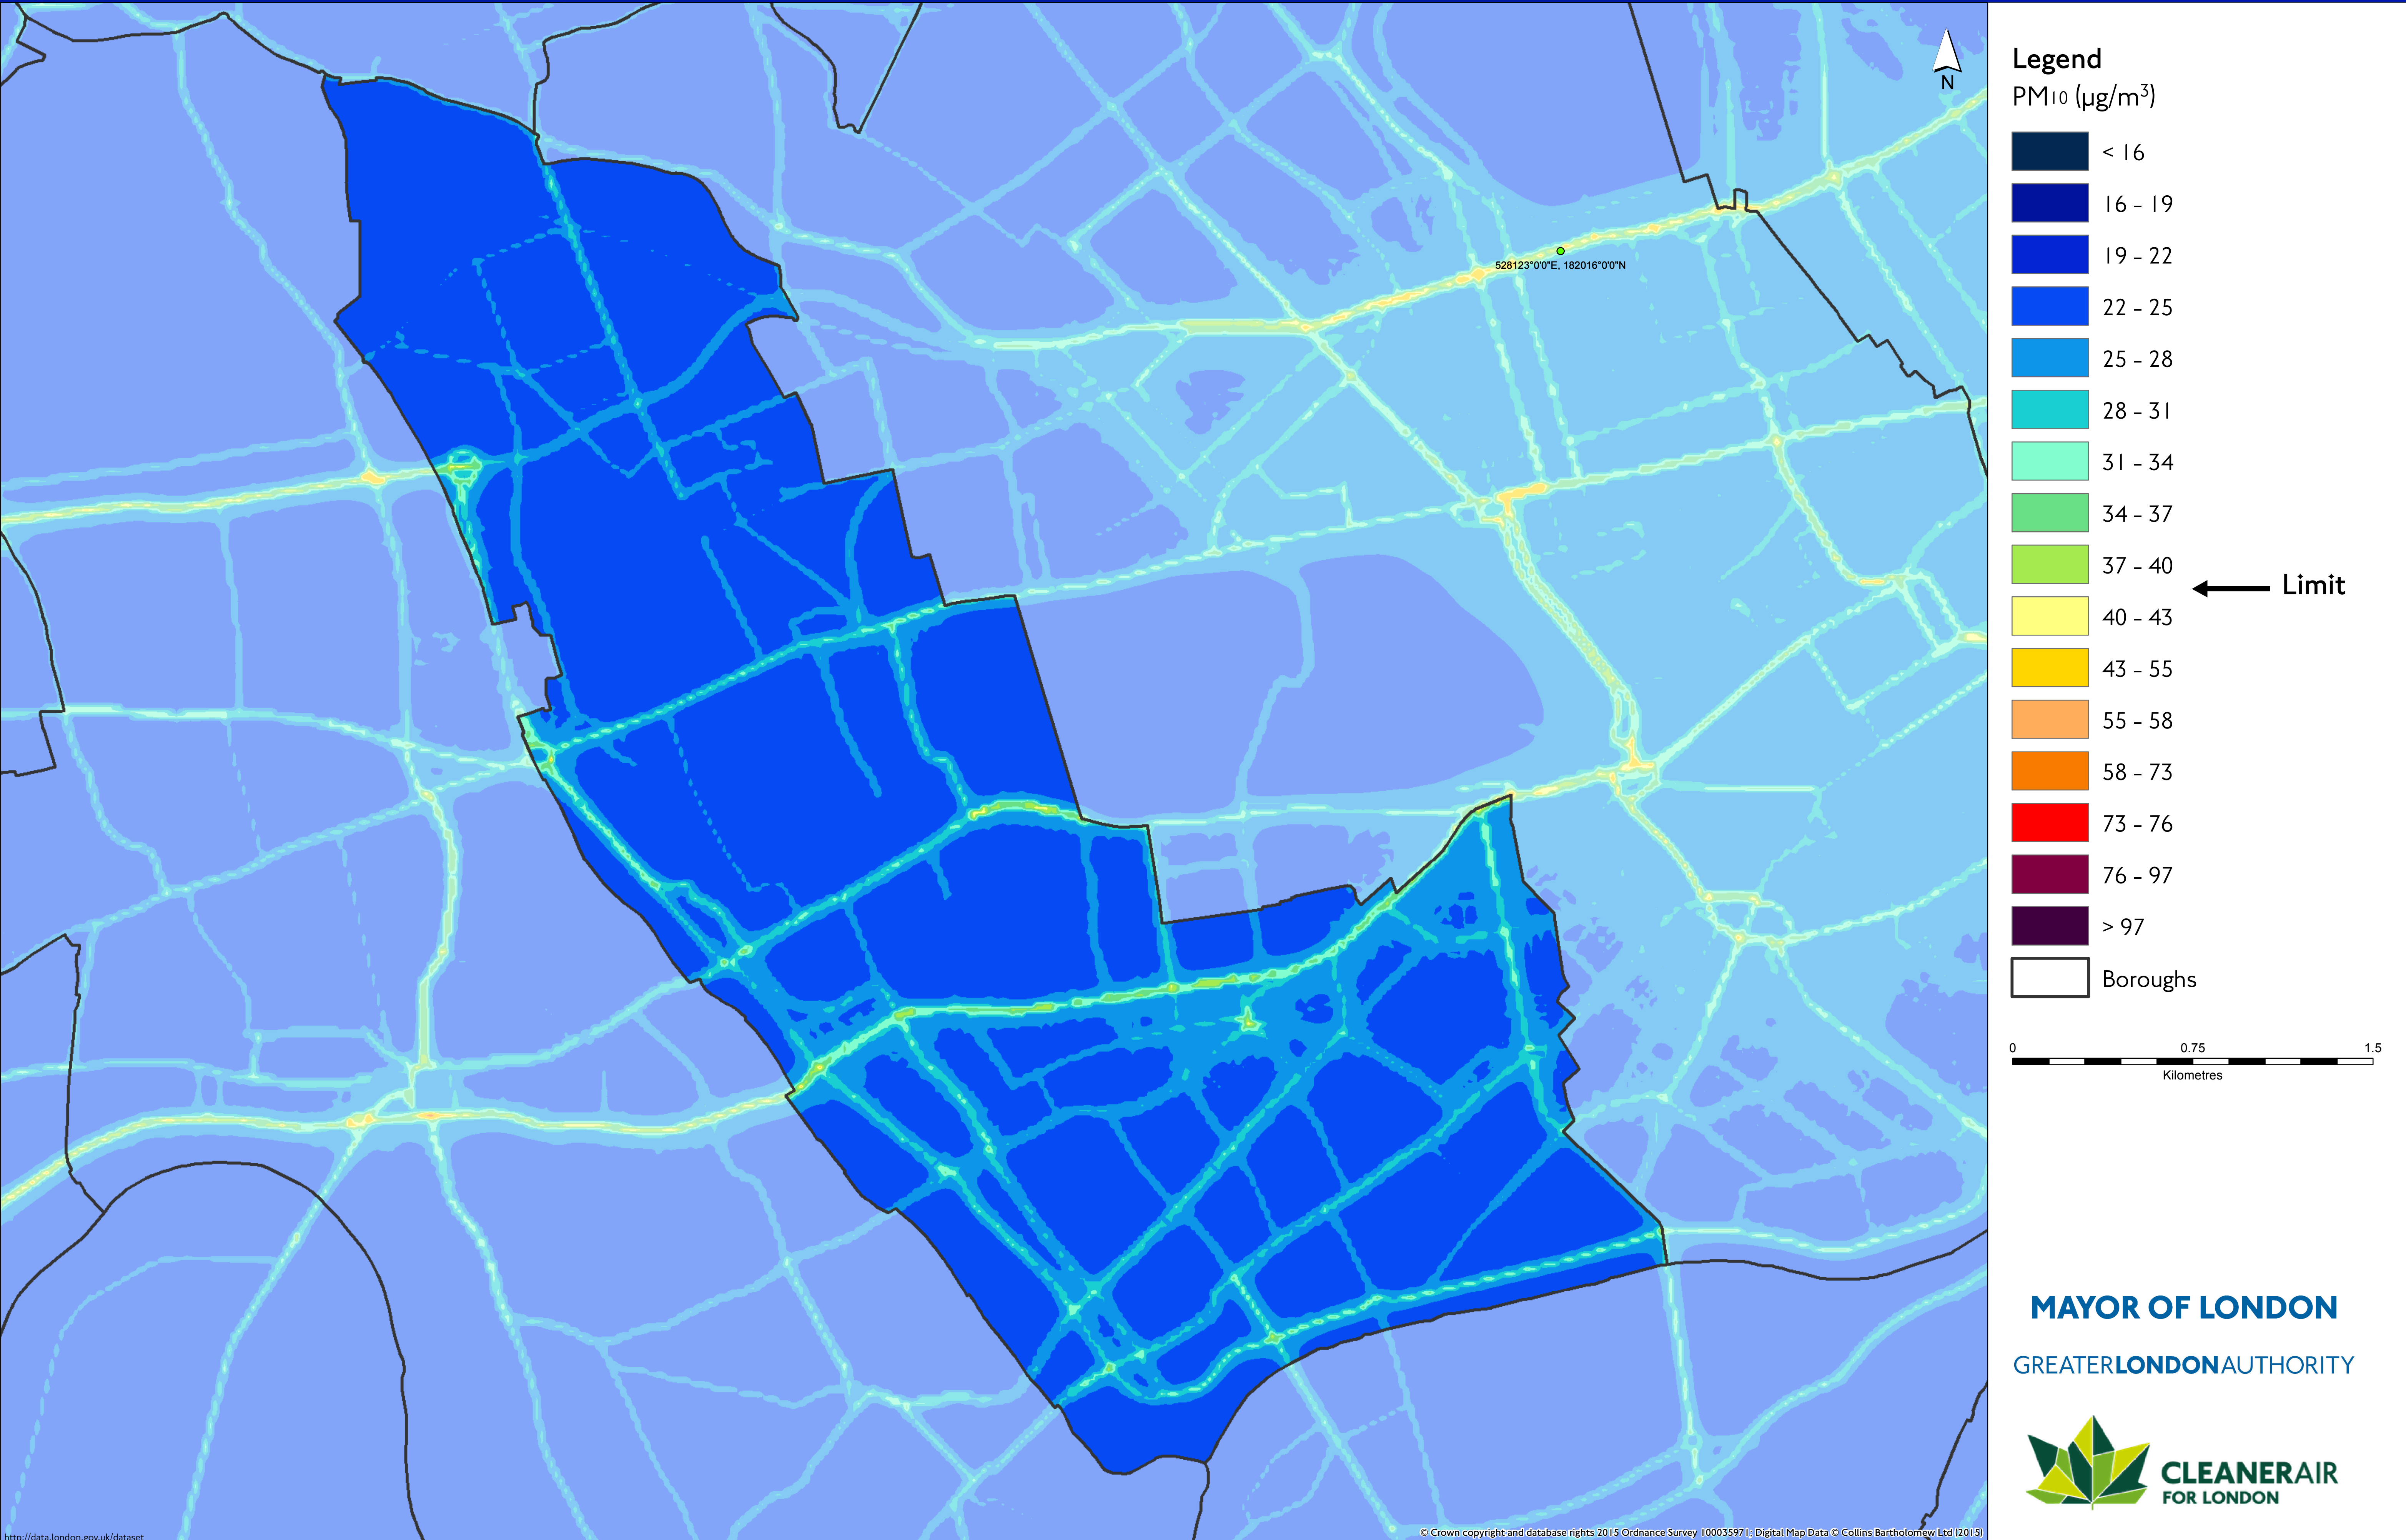 N
528123°0'0"E, 182016°0'0"N
Legend
PM10 (µg/m³)
< 16
16 - 19
19 - 22
22 - 25
25 - 28
28 - 31
31 - 34
34 - 37
37 - 40
Limit
40 - 43
43 - 55
55 - 58
58 - 73
73 - 76
76 - 97
> 97
Boroughs
0 0.75 1.5
Kilometres
MAYOR OF LONDON
GREATERLONDONAUTHORITY
CLEANERAIR
FOR LONDON
http://data.london.gov.uk/dataset
© Crown copyright and database rights 2015 Ordnance Survey 100035971; Digital Map Data © Collins Bartholomew Ltd (2015)